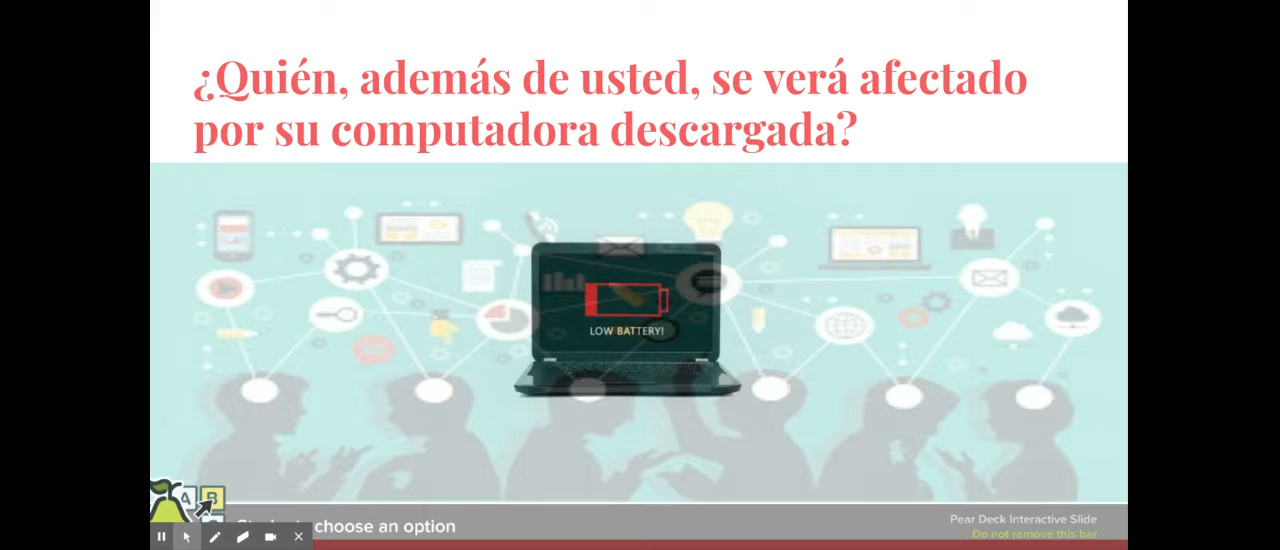 ¿Quién, además de usted, se verá afectado
por su computadora descargada?
LOW BATTERY!
A B
choose an option
Pear Deck Interactive Slide
Do not remove this bar